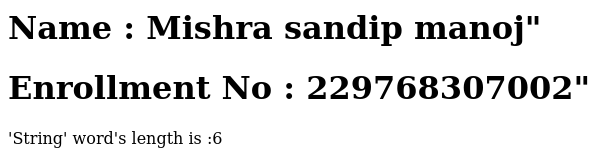 Name : Mishra sandip manoj"
Enrollment No : 229768307002"
'String' word's length is :6